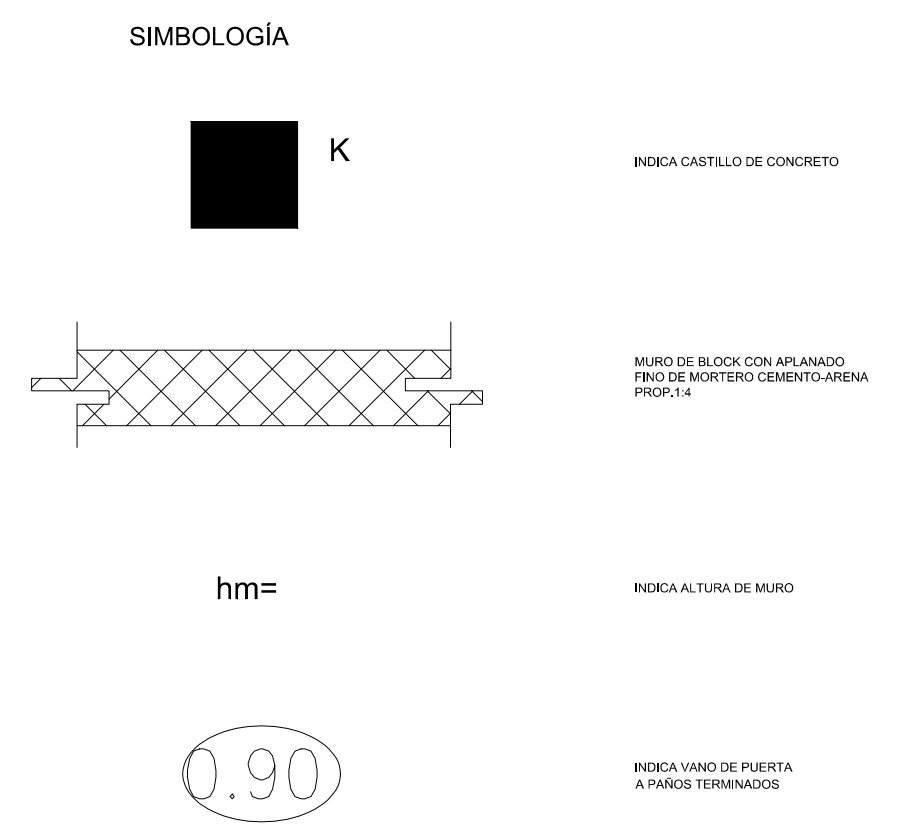 SIMBOLOGÍA
K
INDICA CASTILLO DE CONCRETO
MURO DE BLOCK CON APLANADO
FINO DE MORTERO CEMENTO-ARENA
PROP.1:4
hm=
INDICA ALTURA DE MURO
0.90
INDICA VANO DE PUERTA
A PAÑOS TERMINADOS